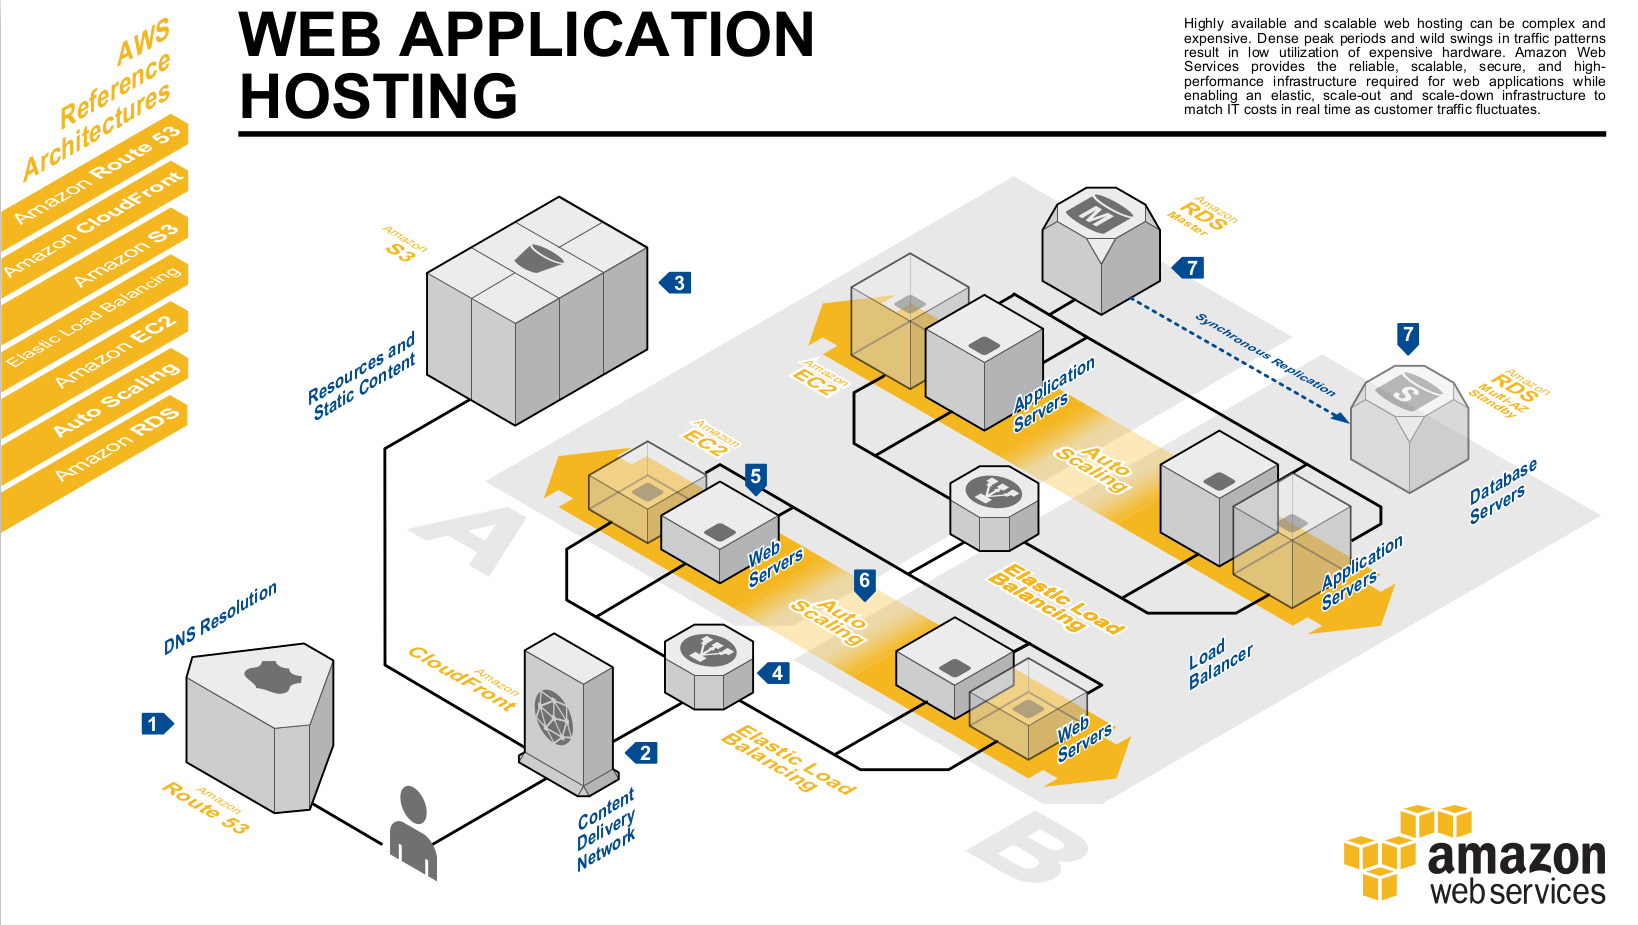 AWS
Reference
Architectures
Amazon Route 53
Amazon CloudFront
Amazon S3
Elastic Load Balancing
Amazon EC2
Auto Scaling
Amazon RDS
WEB APPLICATION
HOSTING
Highly available and scalable web hosting can be complex and
expensive. Dense peak periods and wild swings in traffic patterns
result in low utilization of expensive hardware. Amazon Web
Services provides the reliable, scalable, secure, and high-
performance infrastructure required for web applications while
enabling an elastic, scale-out and scale-down infrastructure to
match IT costs in real time as customer traffic fluctuates.
Amazon
S3
3
Resources and
Static Content
M
Amazon
RDS
Master
7
Synchronous Replication
7
S
Amazon
RDS
Multi-AZ
Standby
Database
Servers
Amazon
EC2
Application
Servers
Auto
Scaling
Application
Servers
Amazon
EC2
5
Web
Servers
6
Auto
Scaling
Elastic Load
Balancing
Load
Balancer
Web
Servers
A
B
DNS Resolution
1
Amazon
Route 53
Amazon
CloudFront
2
Content
Delivery
Network
4
Elastic Load
Balancing
amazon
web services